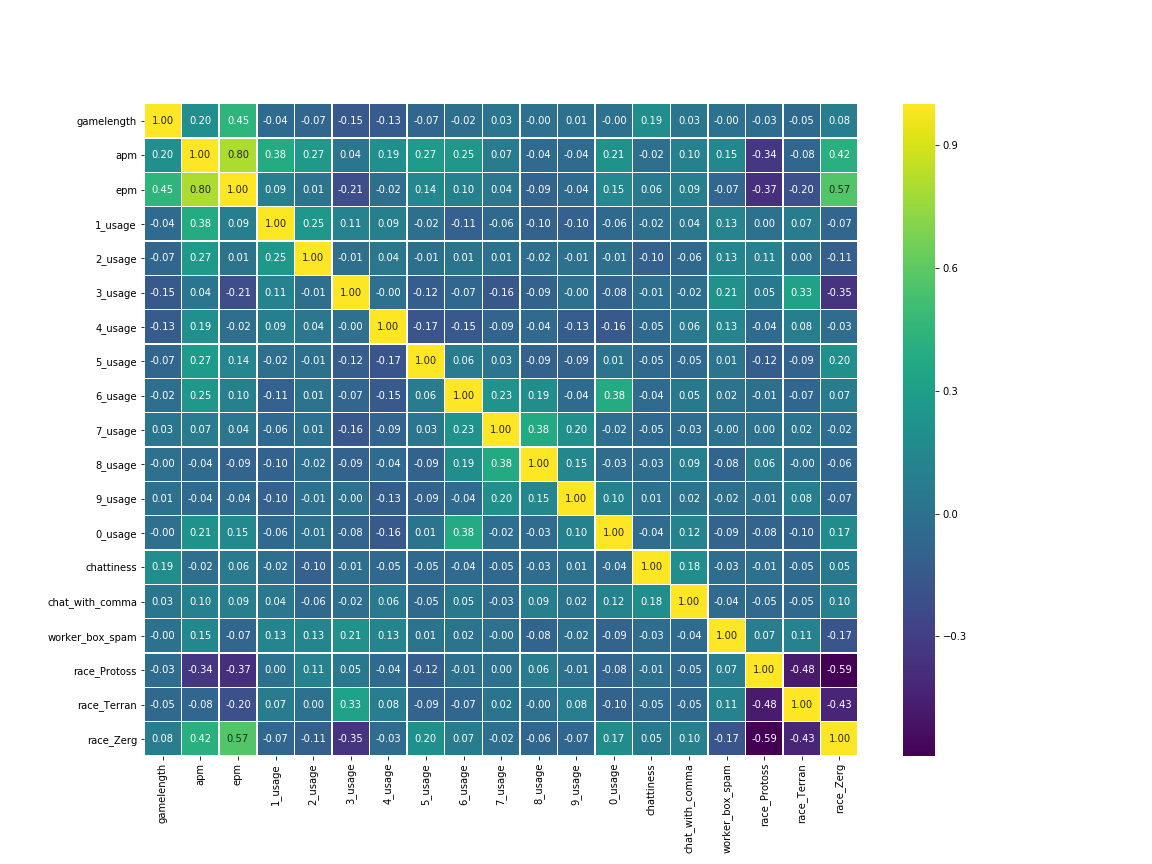 gamelength 1.00 0.20 0.45 -0.04 -0.07 -0.15 -0.13 -0.07 -0.02 0.03 -0.00 0.01 -0.00 0.19 0.03 -0.00 -0.03 -0.05 0.08
apm 0.20 1.00 0.80 0.38 0.27 0.04 0.19 0.27 0.25 0.07 -0.04 -0.04 0.21 -0.02 0.10 0.15 -0.34 -0.08 0.42
epm 0.45 0.80 1.00 0.09 0.01 -0.21 -0.02 0.14 0.10 0.04 -0.09 -0.04 0.15 0.06 0.09 -0.07 -0.37 -0.20 0.57
1_usage -0.04 0.38 0.09 1.00 0.25 0.11 0.09 -0.02 -0.11 -0.06 -0.10 -0.10 -0.06 -0.02 0.04 0.13 0.00 0.07 -0.07
2_usage -0.07 0.27 0.01 0.25 1.00 -0.01 0.04 -0.01 0.01 0.01 -0.02 -0.01 -0.01 -0.10 -0.06 0.13 0.11 0.00 -0.11
3_usage -0.15 0.04 -0.21 0.11 -0.01 1.00 -0.00 -0.12 -0.07 -0.16 -0.09 -0.00 -0.08 -0.01 -0.02 0.21 0.05 0.33 -0.35
4_usage -0.13 0.19 -0.02 0.09 0.04 -0.00 1.00 -0.17 -0.15 -0.09 -0.04 -0.13 -0.16 -0.05 0.06 0.13 -0.04 0.08 -0.03
5_usage -0.07 0.27 0.14 -0.02 -0.01 -0.12 -0.17 1.00 0.06 0.03 -0.09 -0.09 0.01 -0.05 -0.05 0.01 -0.12 -0.09 0.20
6_usage -0.02 0.25 0.10 -0.11 0.01 -0.07 -0.15 0.06 1.00 0.23 0.19 -0.04 0.38 -0.04 0.05 0.02 -0.01 -0.07 0.07
7_usage 0.03 0.07 0.04 -0.06 0.01 -0.16 -0.09 0.03 0.23 1.00 0.38 0.20 -0.02 -0.05 -0.03 -0.00 0.00 0.02 -0.02
8_usage -0.00 -0.04 -0.09 -0.10 -0.02 -0.09 -0.04 -0.09 0.19 0.38 1.00 0.15 -0.03 -0.03 0.09 -0.08 0.06 -0.00 -0.06
9_usage 0.01 -0.04 -0.04 -0.10 -0.01 -0.00 -0.13 -0.09 -0.04 0.20 0.15 1.00 0.10 0.01 0.02 -0.02 -0.01 0.08 -0.07
0_usage -0.00 0.21 0.15 -0.06 -0.01 -0.08 -0.16 0.01 0.38 -0.02 -0.03 0.10 1.00 -0.04 0.12 -0.09 -0.08 -0.10 0.17
chattiness 0.19 -0.02 0.06 -0.02 -0.10 -0.01 -0.05 -0.05 -0.04 -0.05 -0.03 0.01 -0.04 1.00 0.18 -0.03 -0.01 -0.05 0.05
chat_with_comma 0.03 0.10 0.09 0.04 -0.06 -0.02 0.06 -0.05 0.05 -0.03 0.09 0.02 0.12 0.18 1.00 -0.04 -0.05 -0.05 0.10
worker_box_spam -0.00 0.15 -0.07 0.13 0.13 0.21 0.13 0.01 0.02 -0.00 -0.08 -0.02 -0.09 -0.03 -0.04 1.00 0.07 0.11 -0.17
race_Protoss -0.03 -0.34 -0.37 0.00 0.11 0.05 -0.04 -0.12 -0.01 0.00 0.06 -0.01 -0.08 -0.01 -0.05 0.07 1.00 -0.48 -0.59
race_Terran -0.05 -0.08 -0.20 0.07 0.00 0.33 0.08 -0.09 -0.07 0.02 -0.00 0.08 -0.10 -0.05 -0.05 0.11 -0.48 1.00 -0.43
race_Zerg 0.08 0.42 0.57 -0.07 -0.11 -0.35 -0.03 0.20 0.07 -0.02 -0.06 -0.07 0.17 0.05 0.10 -0.17 -0.59 -0.43 1.00
gamelength apm epm 1_usage 2_usage 3_usage 4_usage 5_usage 6_usage 7_usage 8_usage 9_usage 0_usage chattiness chat_with_comma worker_box_spam race_Protoss race_Terran race_Zerg
0.9
0.6
0.3
0.0
−0.3